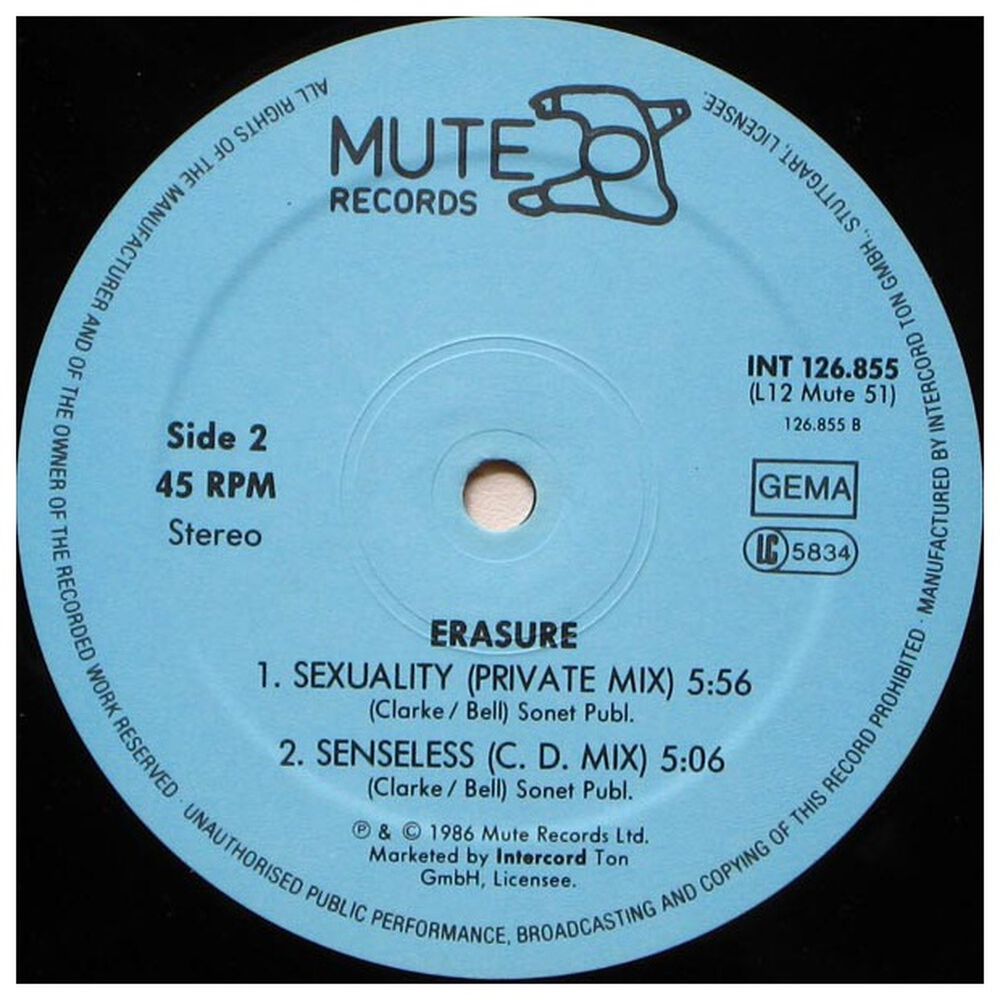 MUTE
RECORDS
INT 126.855
(L12 Mute 51)
126.855 B
Side 2
45 RPM
Stereo
GEMA
LC 5834
ERASURE
1. SEXUALITY (PRIVATE MIX) 5:56
(Clarke / Bell) Sonet Publ.
2. SENSELESS (C. D. MIX) 5:06
(Clarke / Bell) Sonet Publ.
℗ & © 1986 Mute Records Ltd.
Marketed by Intercord Ton
GmbH, Licensee.
ALL RIGHTS OF THE MANUFACTURER AND OF THE OWNER OF THE RECORDED WORK RESERVED · UNAUTHORISED PUBLIC PERFORMANCE, BROADCASTING AND COPYING OF THIS RECORD PROHIBITED · MANUFACTURED BY INTERCORD TON GMBH., STUTTGART, LICENSEE.